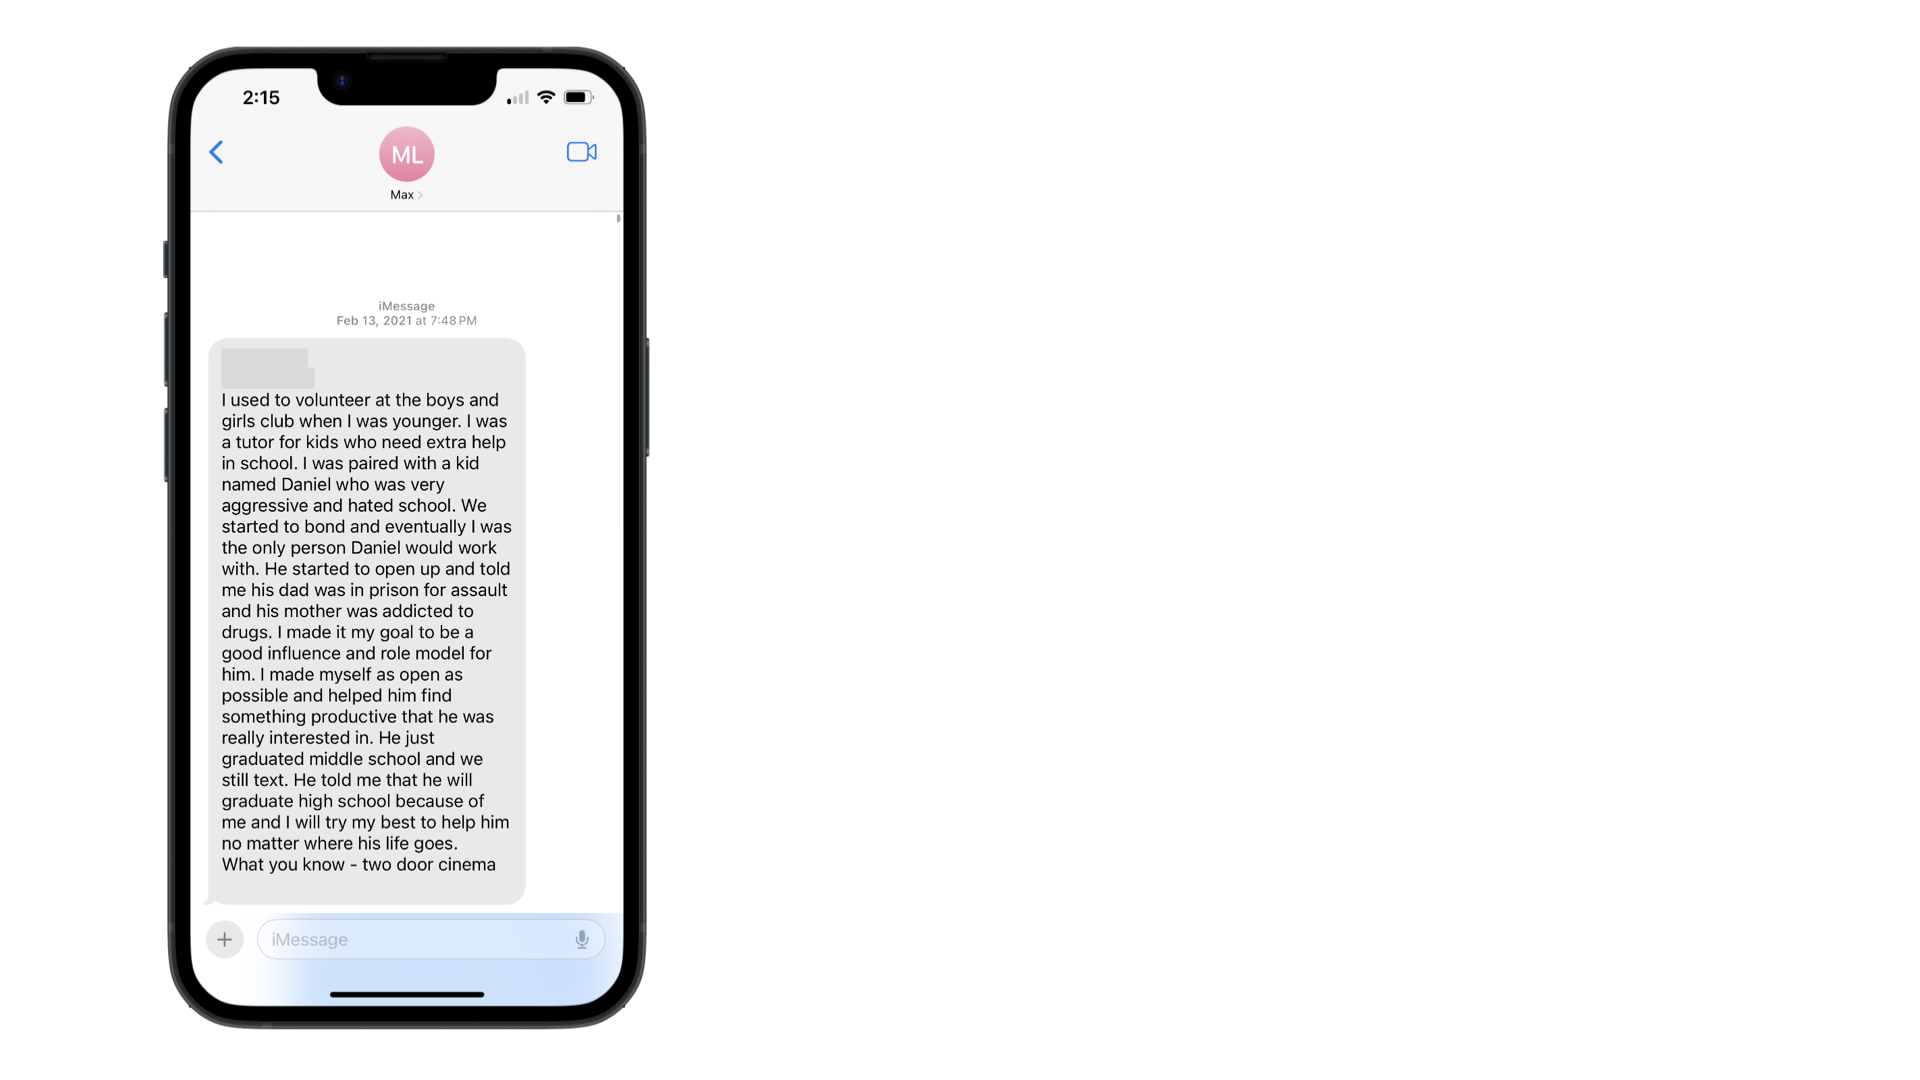 2:15
ML
Max
iMessage
Feb 13, 2021 at 7:48 PM
I used to volunteer at the boys and
girls club when I was younger. I was
a tutor for kids who need extra help
in school. I was paired with a kid
named Daniel who was very
aggressive and hated school. We
started to bond and eventually I was
the only person Daniel would work
with. He started to open up and told
me his dad was in prison for assault
and his mother was addicted to
drugs. I made it my goal to be a
good influence and role model for
him. I made myself as open as
possible and helped him find
something productive that he was
really interested in. He just
graduated middle school and we
still text. He told me that he will
graduate high school because of
me and I will try my best to help him
no matter where his life goes.
What you know - two door cinema
iMessage